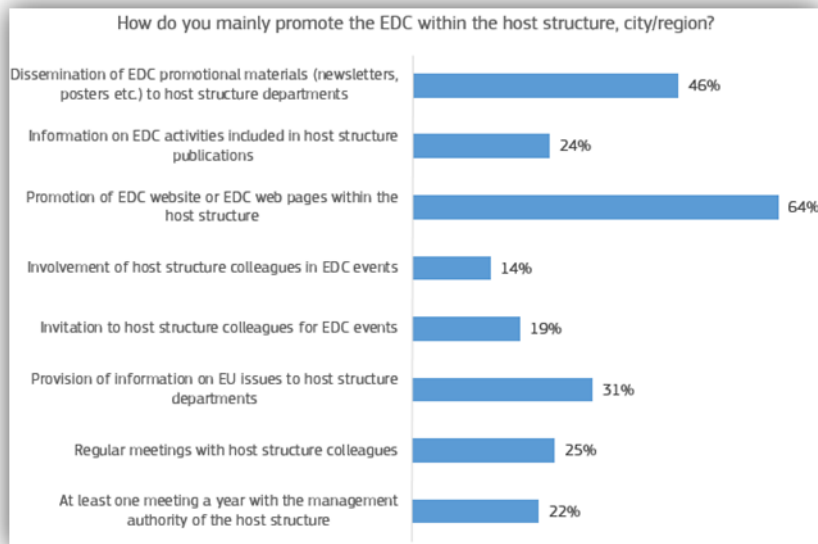 How do you mainly promote the EDC within the host structure, city/region?
Dissemination of EDC promotional materials (newsletters,
posters etc.) to host structure departments
46%
Information on EDC activities included in host structure
publications
24%
Promotion of EDC website or EDC web pages within the
host structure
64%
Involvement of host structure colleagues in EDC events
14%
Invitation to host structure colleagues for EDC events
19%
Provision of information on EU issues to host structure
departments
31%
Regular meetings with host structure colleagues
25%
At least one meeting a year with the management
authority of the host structure
22%